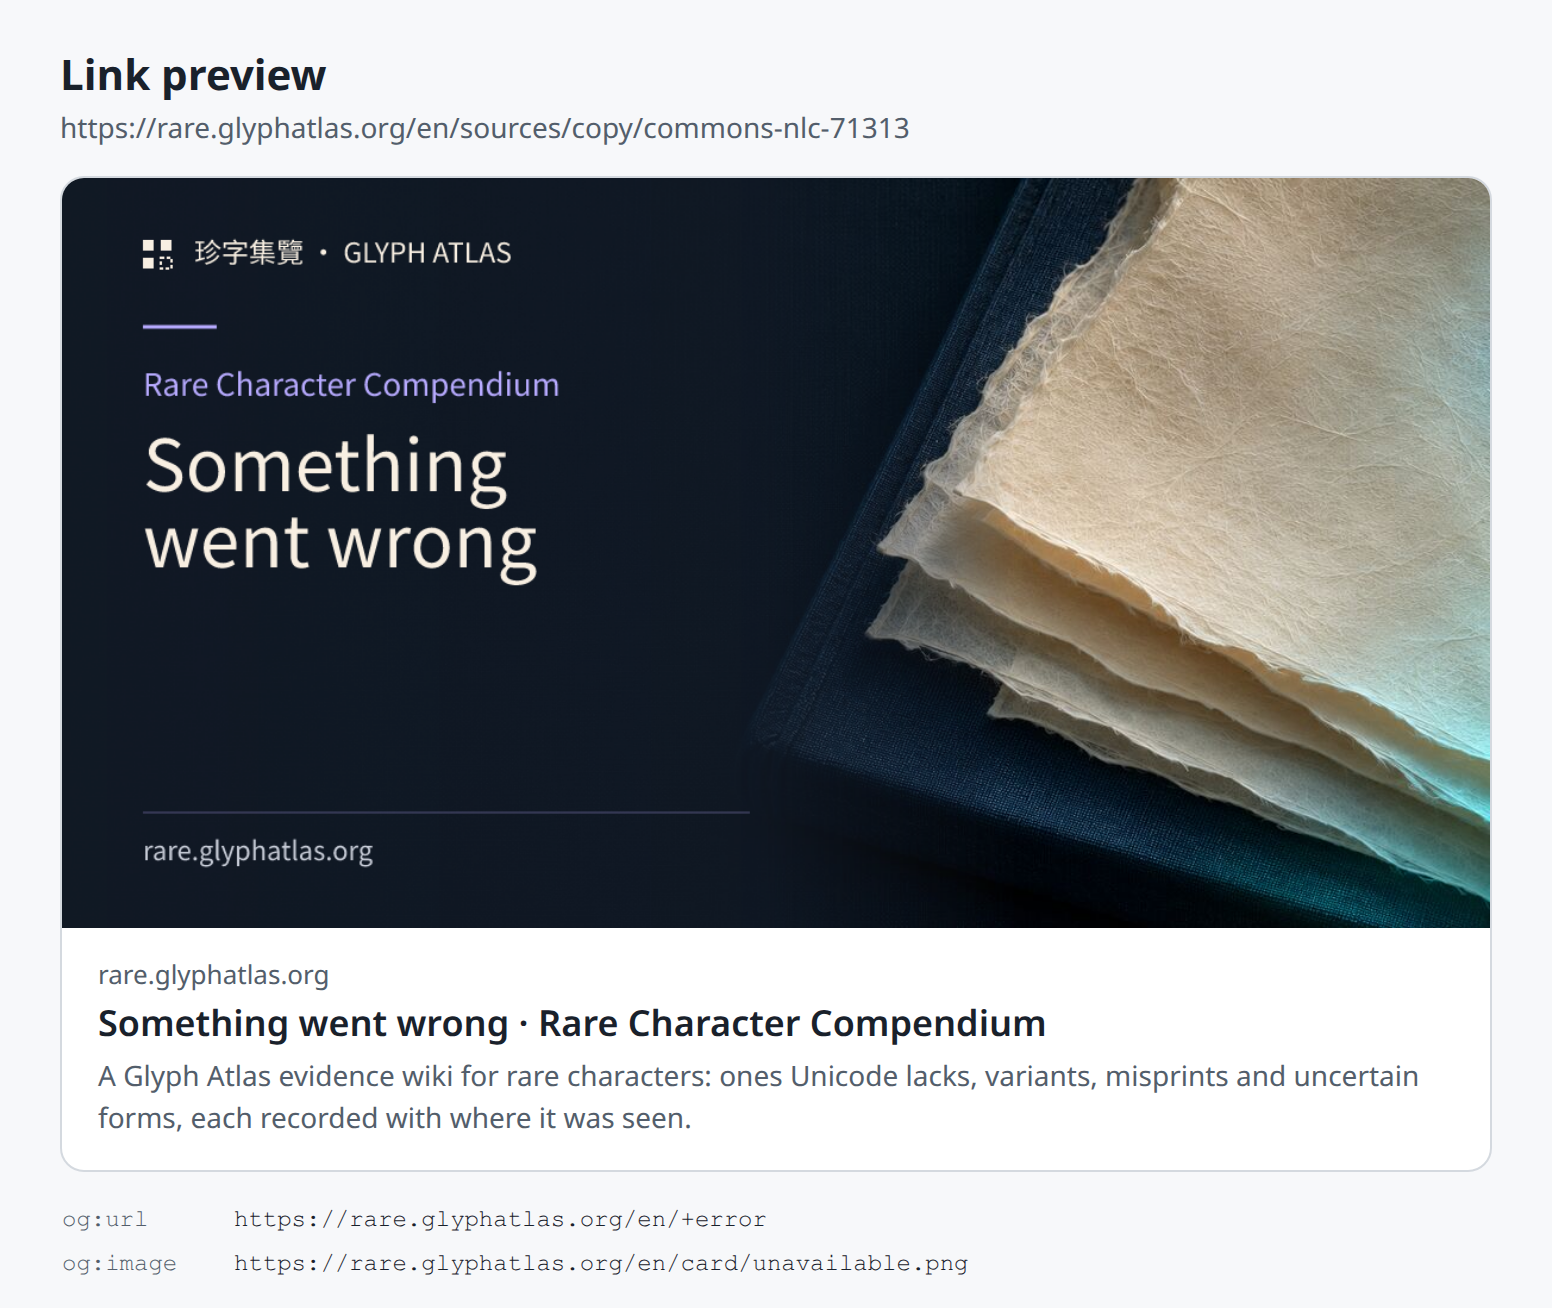 Link preview
https://rare.glyphatlas.org/en/sources/copy/commons-nlc-71313
珍字集覽 · GLYPH ATLAS
Rare Character Compendium
Something
went wrong
rare.glyphatlas.org
rare.glyphatlas.org
Something went wrong · Rare Character Compendium
A Glyph Atlas evidence wiki for rare characters: ones Unicode lacks, variants, misprints and uncertain
forms, each recorded with where it was seen.
og:url https://rare.glyphatlas.org/en/+error
og:image https://rare.glyphatlas.org/en/card/unavailable.png